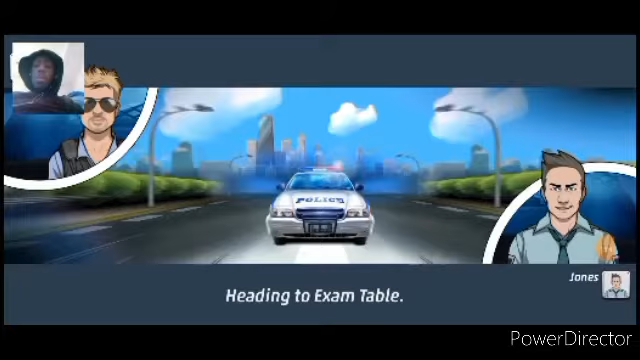 POLICE
Jones
Heading to Exam Table.
PowerDirector